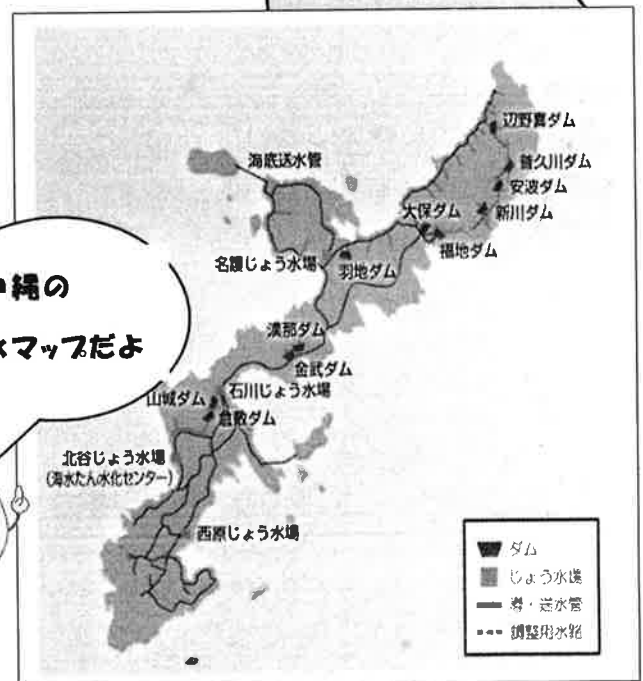 沖縄の
水マップだよ
辺野喜ダム
普久川ダム
安波ダム
新川ダム
福地ダム
大保ダム
羽地ダム
海底送水管
名護じょう水場
漢那ダム
金武ダム
石川じょう水場
山城ダム
倉敷ダム
北谷じょう水場
(海水たん水化センター)
西原じょう水場
ダム
じょう水場
導・送水管
調整用水路